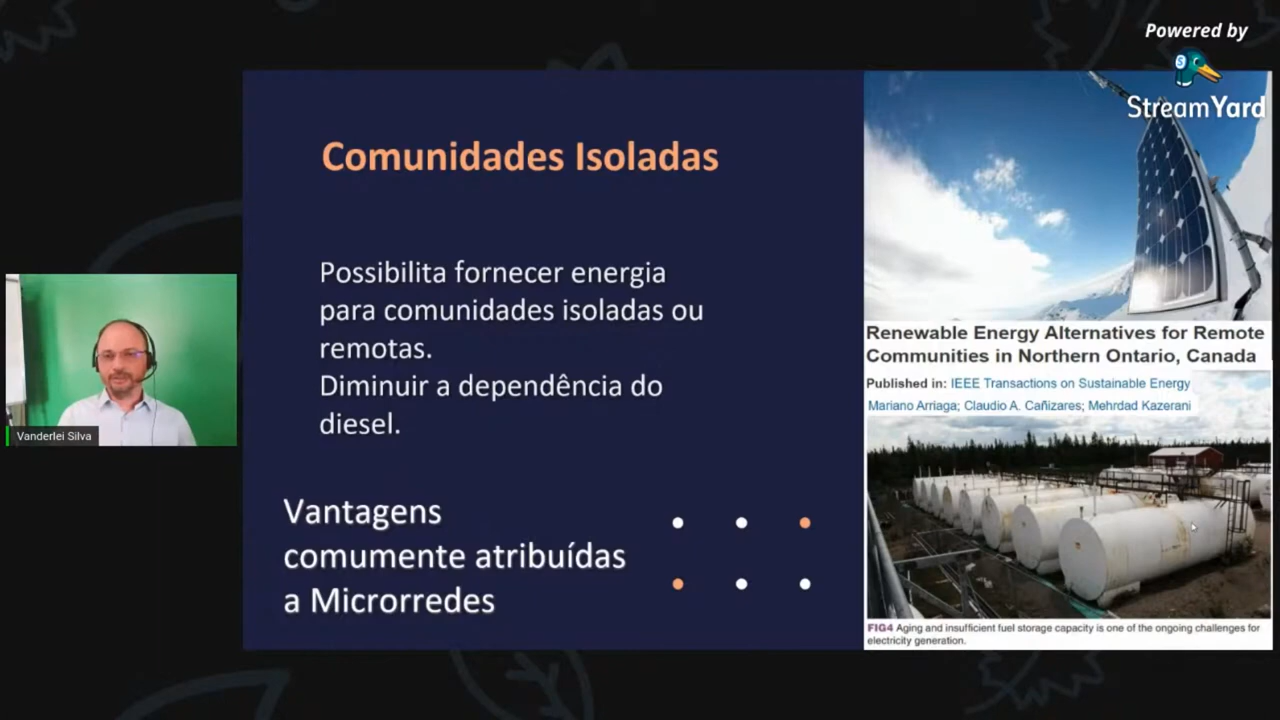 Powered by
StreamYard
Comunidades Isoladas
Possibilita fornecer energia
para comunidades isoladas ou
remotas.
Diminuir a dependência do
diesel.
Vantagens
comumente atribuídas
a Microrredes
Renewable Energy Alternatives for Remote
Communities in Northern Ontario, Canada
Published in: IEEE Transactions on Sustainable Energy
Mariano Arriaga; Claudio A. Cañizares; Mehrdad Kazerani
FIG4 Aging and insufficient fuel storage capacity is one of the ongoing challenges for
electricity generation.
Vanderlei Silva